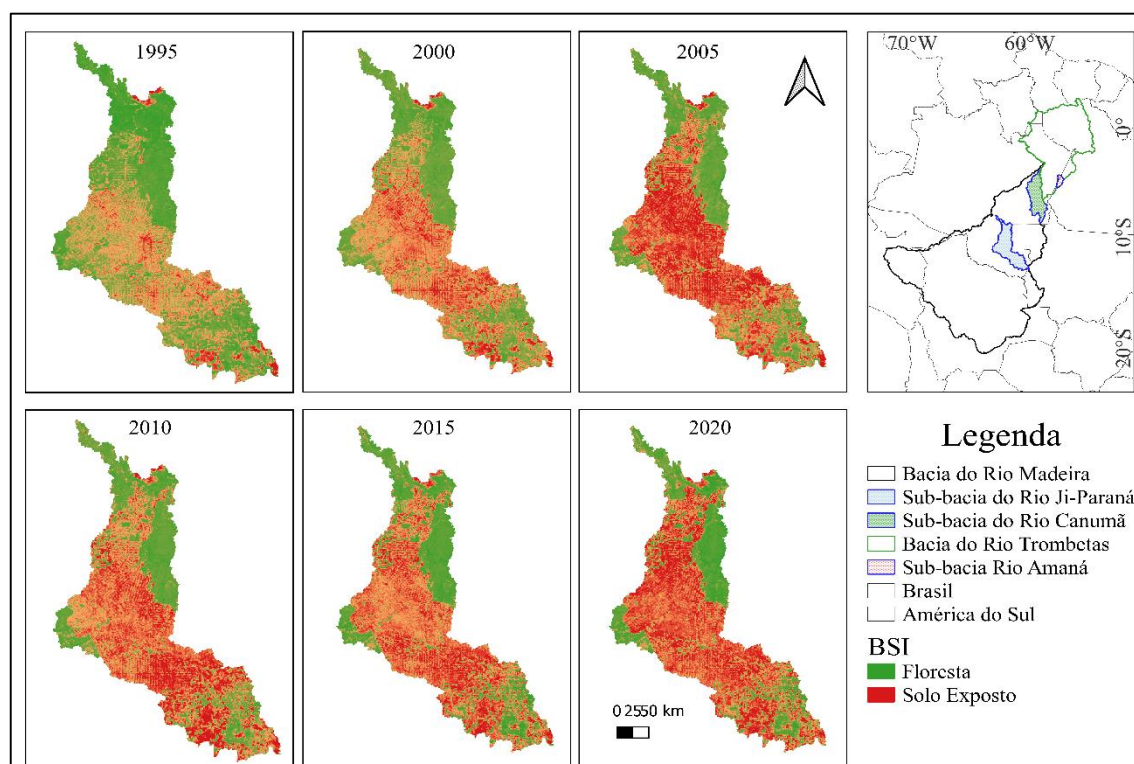 1995
2000
2005
70°W 60°W
0°
10°S
20°S
2010
2015
2020
0 2550 km
Legenda
Bacia do Rio Madeira
Sub-bacia do Rio Ji-Paraná
Sub-bacia do Rio Canumã
Bacia do Rio Trombetas
Sub-bacia Rio Amaná
Brasil
América do Sul
BSI
Floresta
Solo Exposto